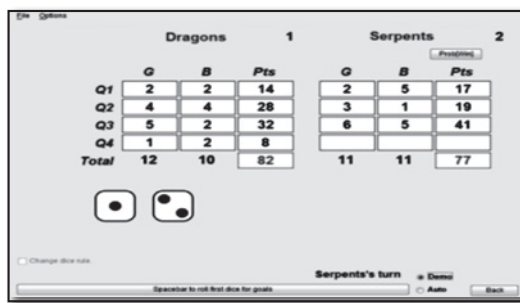 File Options
Dragons 1 Serpents 2
Prob[Win]
G B Pts G B Pts
Q1 2 2 14 2 5 17
Q2 4 4 28 3 1 19
Q3 5 2 32 6 5 41
Q4 1 2 8
Total 12 10 82 11 11 77
Change dice rule
Serpents's turn Demo
Spacebar to roll first dice for goals Auto Back